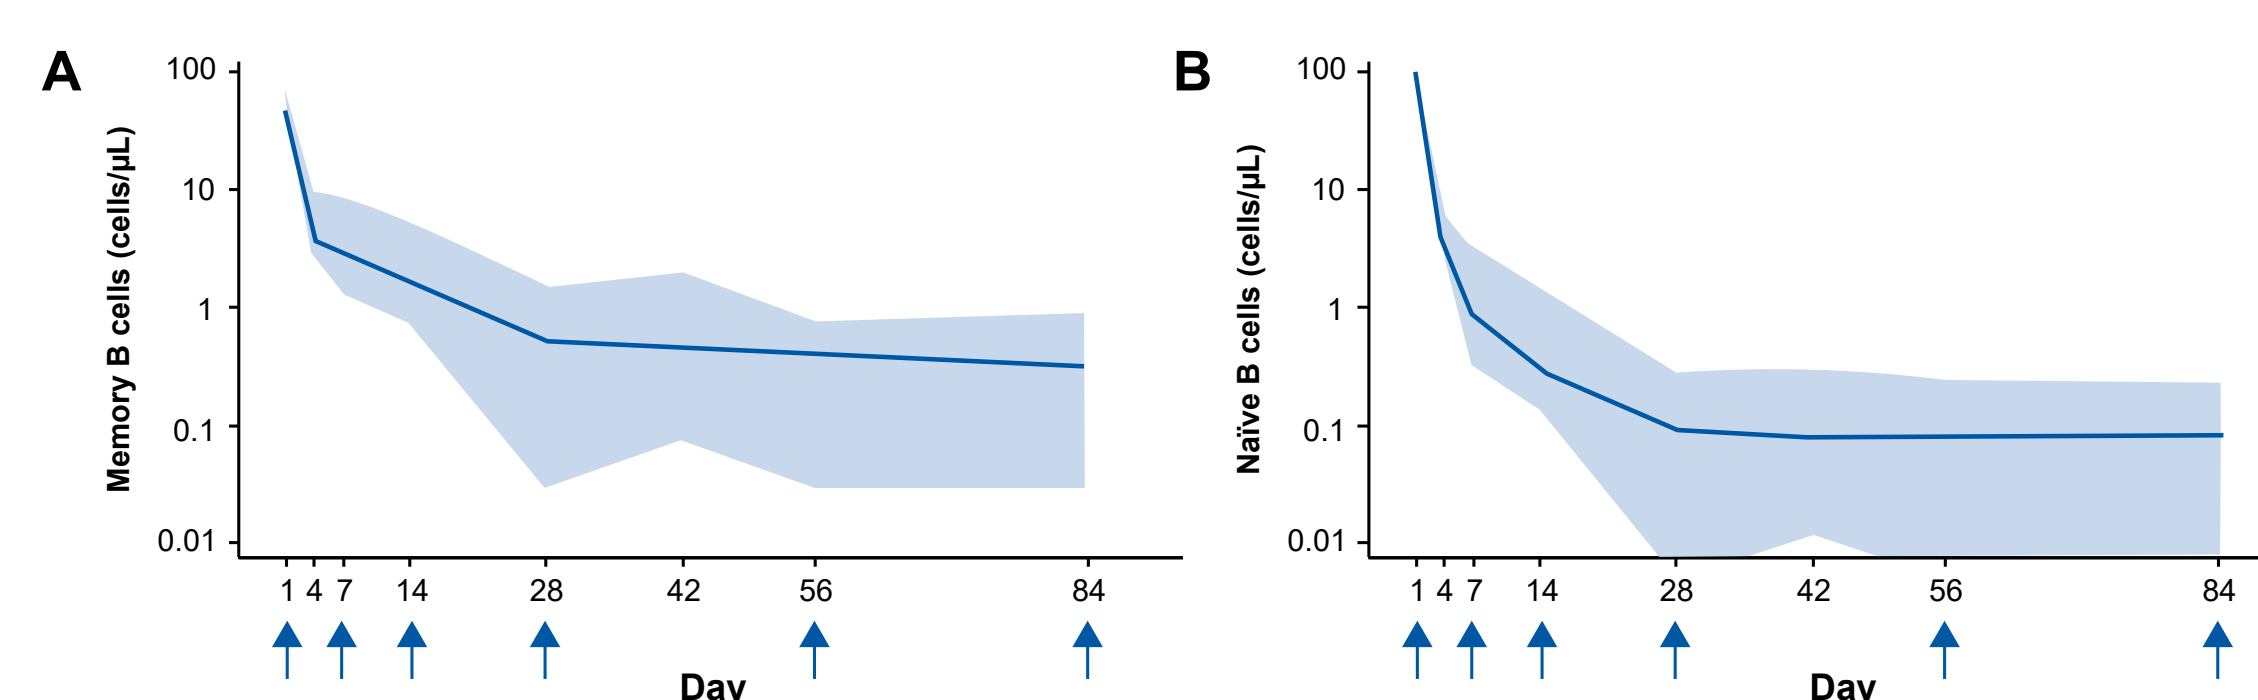 A
Memory B cells (cells/µL)
100
10
1
0.1
0.01
1 4 7 14 28 42 56 84
Day
B
Naïve B cells (cells/µL)
100
10
1
0.1
0.01
1 4 7 14 28 42 56 84
Day